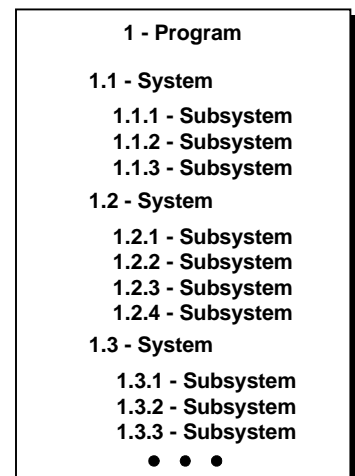 1 - Program
1.1 - System
1.1.1 - Subsystem
1.1.2 - Subsystem
1.1.3 - Subsystem
1.2 - System
1.2.1 - Subsystem
1.2.2 - Subsystem
1.2.3 - Subsystem
1.2.4 - Subsystem
1.3 - System
1.3.1 - Subsystem
1.3.2 - Subsystem
1.3.3 - Subsystem
● ● ●